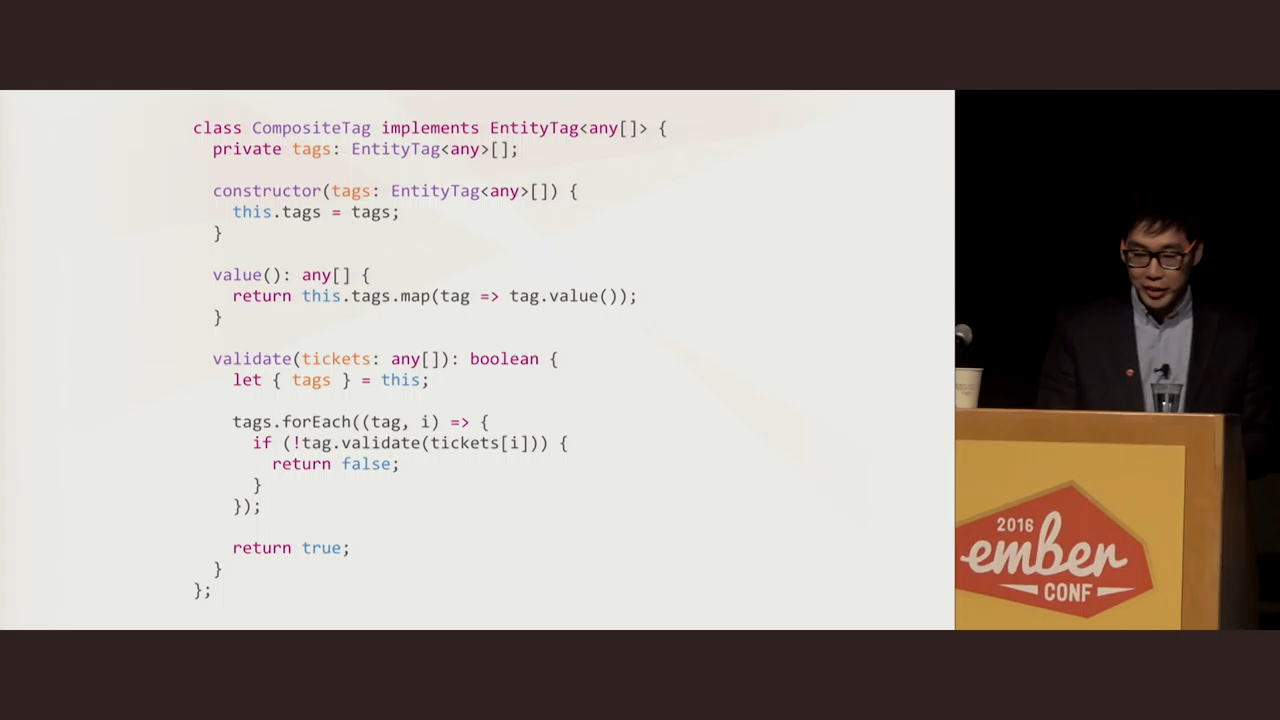 class CompositeTag implements EntityTag<any[]> {
  private tags: EntityTag<any>[];

  constructor(tags: EntityTag<any>[]) {
    this.tags = tags;
  }

  value(): any[] {
    return this.tags.map(tag => tag.value());
  }

  validate(tickets: any[]): boolean {
    let { tags } = this;

    tags.forEach((tag, i) => {
      if (!tag.validate(tickets[i])) {
        return false;
      }
    });

    return true;
  }
};
2016
ember
CONF